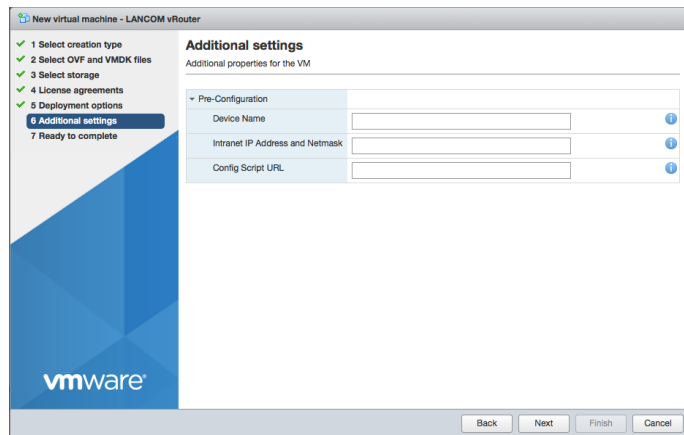 New virtual machine - LANCOM vRouter
1 Select creation type
2 Select OVF and VMDK files
3 Select storage
4 License agreements
5 Deployment options
6 Additional settings
7 Ready to complete
Additional settings
Additional properties for the VM
Pre-Configuration
Device Name
Intranet IP Address and Netmask
Config Script URL
vmware®
Back Next Finish Cancel